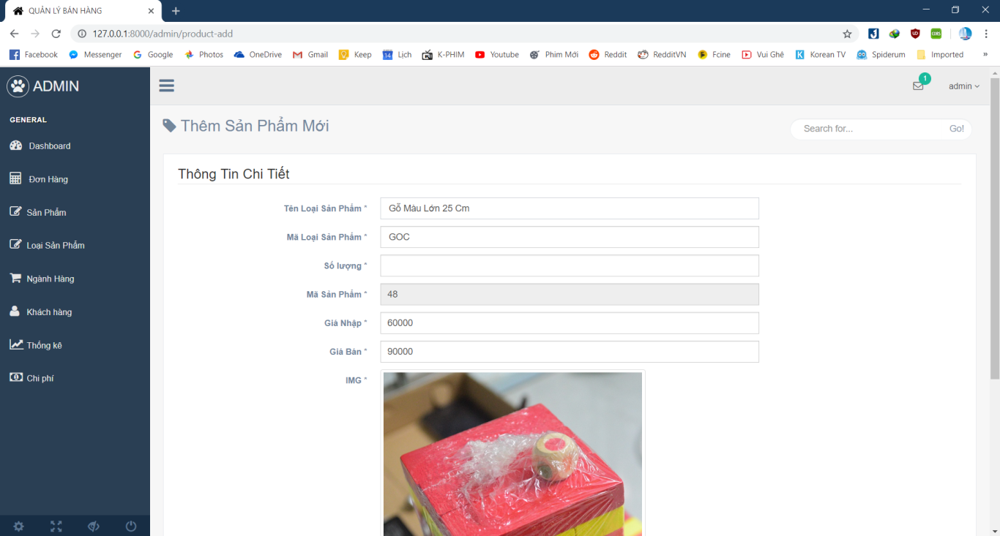 QUẢN LÝ BÁN HÀNG
127.0.0.1:8000/admin/product-add
Facebook Messenger Google Photos OneDrive Gmail Keep 14 Lịch K-PHIM Youtube Phim Mới Reddit RedditVN Fcine Vui Ghê Korean TV Spiderum Imported »
ADMIN
1
admin
GENERAL
Dashboard
Đơn Hàng
Sản Phẩm
Loại Sản Phẩm
Ngành Hàng
Khách hàng
Thống kê
Chi phí
Thêm Sản Phẩm Mới
Search for... Go!
Thông Tin Chi Tiết
Tên Loại Sản Phẩm * Gỗ Màu Lớn 25 Cm
Mã Loại Sản Phẩm * GOC
Số lượng *
Mã Sản Phẩm * 48
Giá Nhập * 60000
Giá Bán * 90000
IMG *